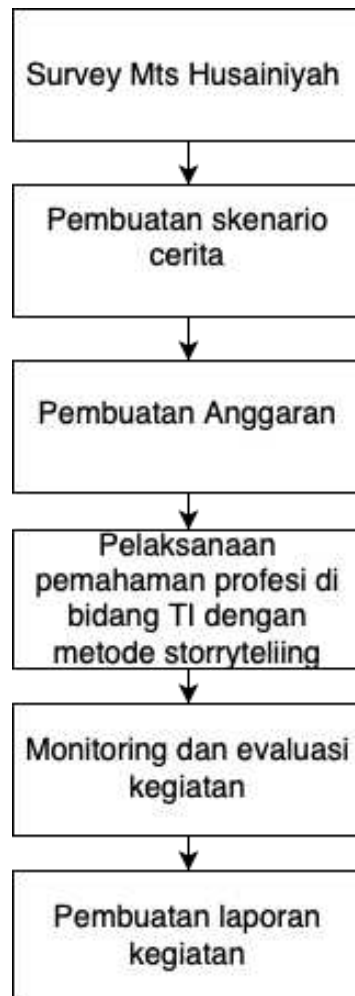 Survey Mts Husainiyah
Pembuatan skenario
cerita
Pembuatan Anggaran
Pelaksanaan
pemahaman profesi di
bidang TI dengan
metode storryteliing
Monitoring dan evaluasi
kegiatan
Pembuatan laporan
kegiatan